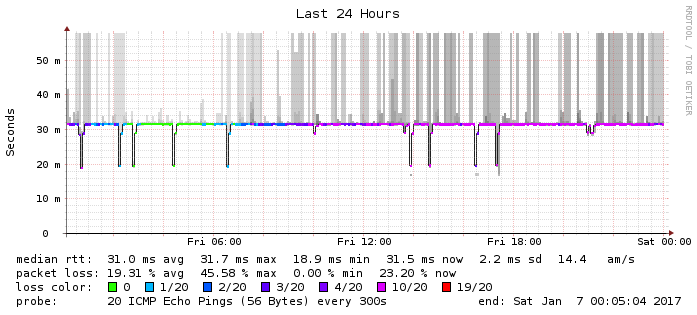 Last 24 Hours
RRDTOOL / TOBI OETIKER
Seconds
50 m
40 m
30 m
20 m
10 m
0
Fri 06:00 Fri 12:00 Fri 18:00 Sat 00:00
median rtt: 31.0 ms avg 31.7 ms max 18.9 ms min 31.5 ms now 2.2 ms sd 14.4 am/s
packet loss: 19.31 % avg 45.58 % max 0.00 % min 23.20 % now
loss color: 0 1/20 2/20 3/20 4/20 10/20 19/20
probe: 20 ICMP Echo Pings (56 Bytes) every 300s end: Sat Jan 7 00:05:04 2017